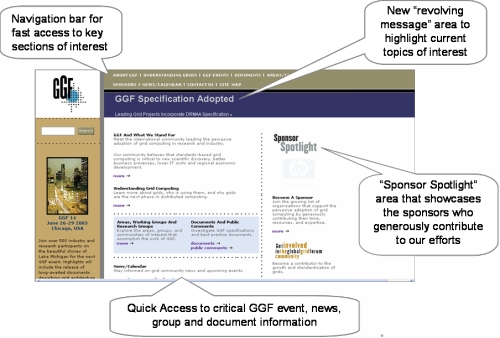 Navigation bar for
fast access to key
sections of interest
New “revolving
message” area to
highlight current
topics of interest
GGF
ABOUT GGF | UNDERSTANDING GRIDS | GGF EVENTS | DOCUMENTS | AREAS/
SPONSORS | NEWS/CALENDAR | CONTACT US | SITE MAP
GGF Specification Adopted
Leading Grid Projects Incorporate DRMAA Specification
Search
GGF And What We Stand For
Meet the international community leading the pervasive
adoption of grid computing in research and industry.
Our community believes that standards-based grid
computing is critical to new scientific discovery, better
business processes, lower IT costs and regional economic
development.
more
Understanding Grid Computing
Learn more about grids, who is using them, and why grids
are the next phase in distributed computing.
more
Areas, Working Groups And
Research Groups
Explore the areas, groups, and
communities of interest that
accomplish the work of GGF.
more
Documents And Public
Comments
Investigate GGF specifications
and best practice documents.
documents
public comments
News/Calendar
Stay informed on grid community news and upcoming events.
Sponsor
Spotlight
hp
Become A Sponsor
Join the growing list of
organizations that support the
pervasive adoption of grid
computing by generously
contributing their time,
resources, and expertise.
more
Get involved
in the global grid forum
community
Become a contributor to the
growth and standardization of
grids.
GGF 14
June 26-29 2005
Chicago, USA
Join over 500 industry and
research participants on
the beautiful shores of
Lake Michigan for the next
GGF event. Highlights will
include the release of
long-awaited documents
“Sponsor Spotlight”
area that showcases
the sponsors who
generously contribute
to our efforts
Quick Access to critical GGF event, news,
group and document information